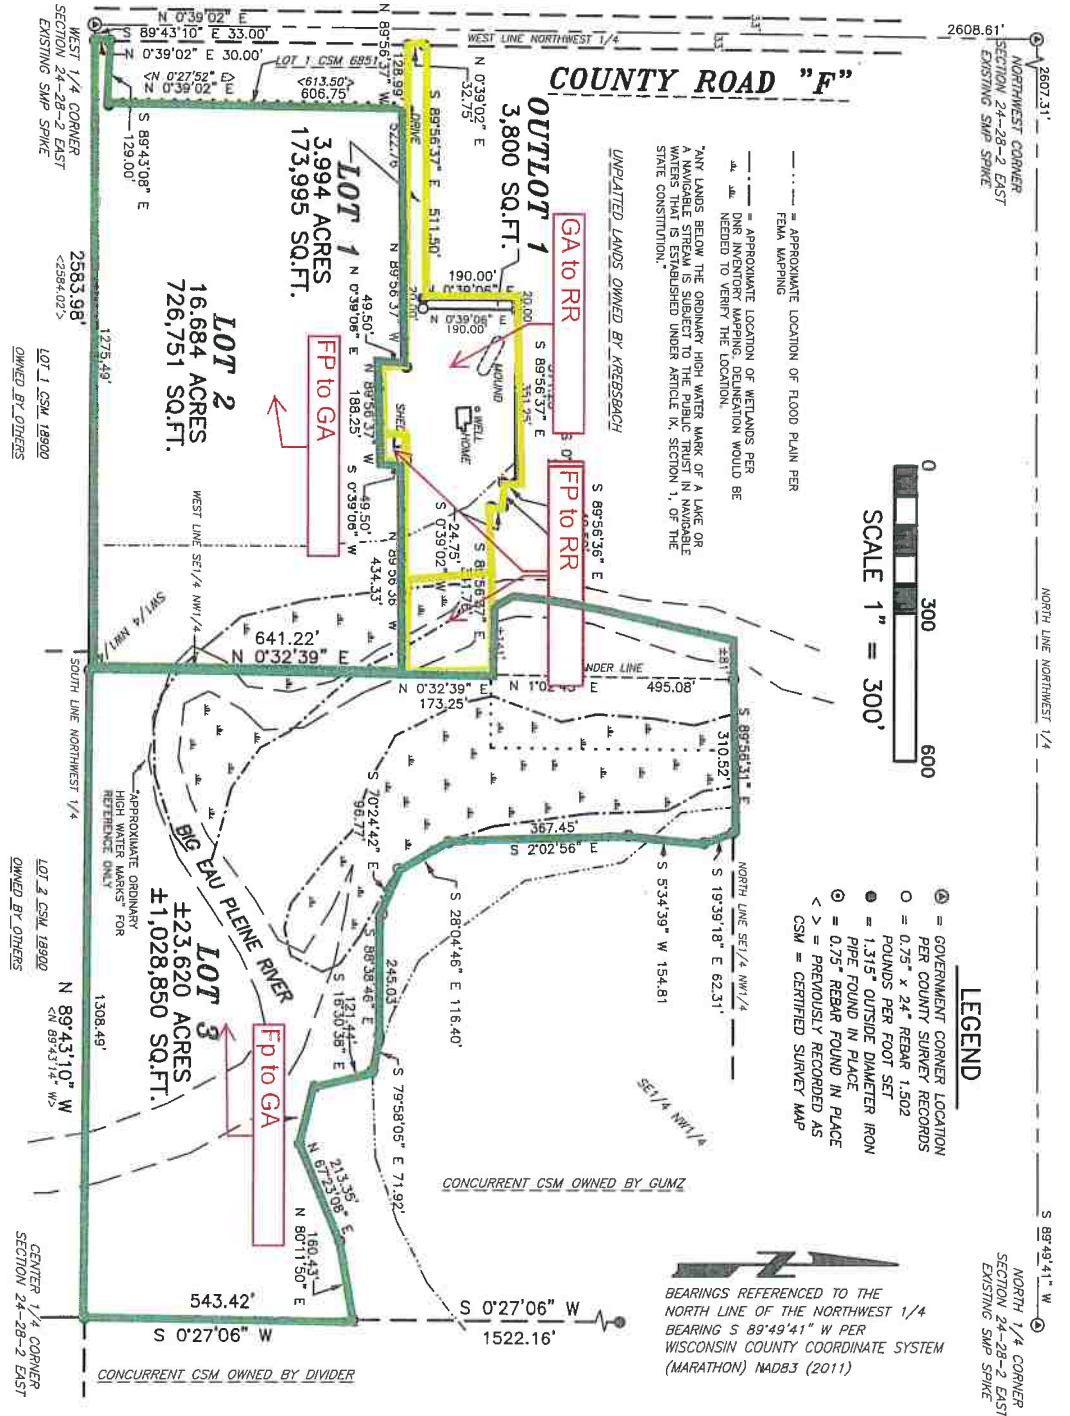 COUNTY ROAD "F"
N 0°39'02" E
S 89°43'10" E 33.00'
N 0°39'02" E 30.00'
WEST 1/4 CORNER
SECTION 24-28-2 EAST
EXISTING SMP SPIKE
WEST LINE NORTHWEST 1/4
33'
33'
2608.61'
NORTHWEST CORNER
SECTION 24-28-2 EAST
EXISTING SMP SPIKE
2607.31'
NORTH LINE NORTHWEST 1/4
S 89°49'41" W
NORTH 1/4 CORNER
SECTION 24-28-2 EAST
EXISTING SMP SPIKE
<N 0°27'52" E>
N 0°39'02" E
LOT 1 CSM 6851
<613.50'>
606.75'
N 89°56'37" W
128.99'
522.76'
N 0°39'02" E
32.75'
DRIVE
S 89°56'37" E 511.50'
S 89°43'08" E
129.00'
OUTLOT 1
3,800 SQ.FT.
LOT 1
3.994 ACRES
173,995 SQ.FT.
190.00'
N 0°39'06" E
N 0°39'06" E
190.00'
20.00'
20.00'
N 89°56'37" W
N 0°39'06" E
49.50'
N 89°56'37" W
188.25'
S 0°39'06" W
49.50'
SHED
MOUND
WELL
HOME
S 89°56'37" E
351.25'
GA to RR
FP to RR
FP to GA
S 89°56'36" E
S 0°39'02" W
24.75'
S 89°56'37" E
N 89°56'36" W
434.33'
UNPLATTED LANDS OWNED BY KREBSBACH
—··— = APPROXIMATE LOCATION OF FLOOD PLAIN PER
FEMA MAPPING
—·— = APPROXIMATE LOCATION OF WETLANDS PER
DNR INVENTORY MAPPING. DELINEATION WOULD BE
NEEDED TO VERIFY THE LOCATION.
"ANY LANDS BELOW THE ORDINARY HIGH WATER MARK OF A LAKE OR
A NAVIGABLE STREAM IS SUBJECT TO THE PUBLIC TRUST IN NAVIGABLE
WATERS THAT IS ESTABLISHED UNDER ARTICLE IX, SECTION 1, OF THE
STATE CONSTITUTION."
0 300 600
SCALE 1" = 300'
LOT 2
16.684 ACRES
726,751 SQ.FT.
2583.98'
<2584.02'>
1275.49'
LOT 1 CSM 18900
OWNED BY OTHERS
WEST LINE SE1/4 NW1/4
SW1/4 NW1/4
SOUTH LINE NORTHWEST 1/4
641.22'
N 0°32'39" E
N 0°32'39" E
173.25'
±141'
495.08'
±81'
S 89°56'31" E
310.52'
NORTH LINE SE1/4 NW1/4
S 19°39'18" E 62.31'
S 5°34'39" W 154.81
367.45'
S 2°02'56" E
S 28°04'46" E 116.40'
S 70°24'42" E
96.77'
245.03'
S 88°38'46" E
S 79°58'05" E 71.92'
121.44'
S 16°30'38" E
213.35'
N 67°23'08" E
160.43'
N 80°11'50" E
BIG EAU PLEINE RIVER
"APPROXIMATE ORDINARY
HIGH WATER MARKS" FOR
REFERENCE ONLY
LOT 3
±23.620 ACRES
±1,028,850 SQ.FT.
Fp to GA
LOT 2 CSM 18900
OWNED BY OTHERS
1308.49'
N 89°43'10" W
<N 89°43'14" W>
543.42'
S 0°27'06" W
S 0°27'06" W
1522.16'
CENTER 1/4 CORNER
SECTION 24-28-2 EAST
SE1/4 NW1/4
CONCURRENT CSM OWNED BY GUMZ
CONCURRENT CSM OWNED BY DIVIDER
LEGEND
= GOVERNMENT CORNER LOCATION
PER COUNTY SURVEY RECORDS
O = 0.75" x 24" REBAR 1.502
POUNDS PER FOOT SET
= 1.315" OUTSIDE DIAMETER IRON
PIPE FOUND IN PLACE
= 0.75" REBAR FOUND IN PLACE
< > = PREVIOUSLY RECORDED AS
CSM = CERTIFIED SURVEY MAP
BEARINGS REFERENCED TO THE
NORTH LINE OF THE NORTHWEST 1/4
BEARING S 89°49'41" W PER
WISCONSIN COUNTY COORDINATE SYSTEM
(MARATHON) NAD83 (2011)